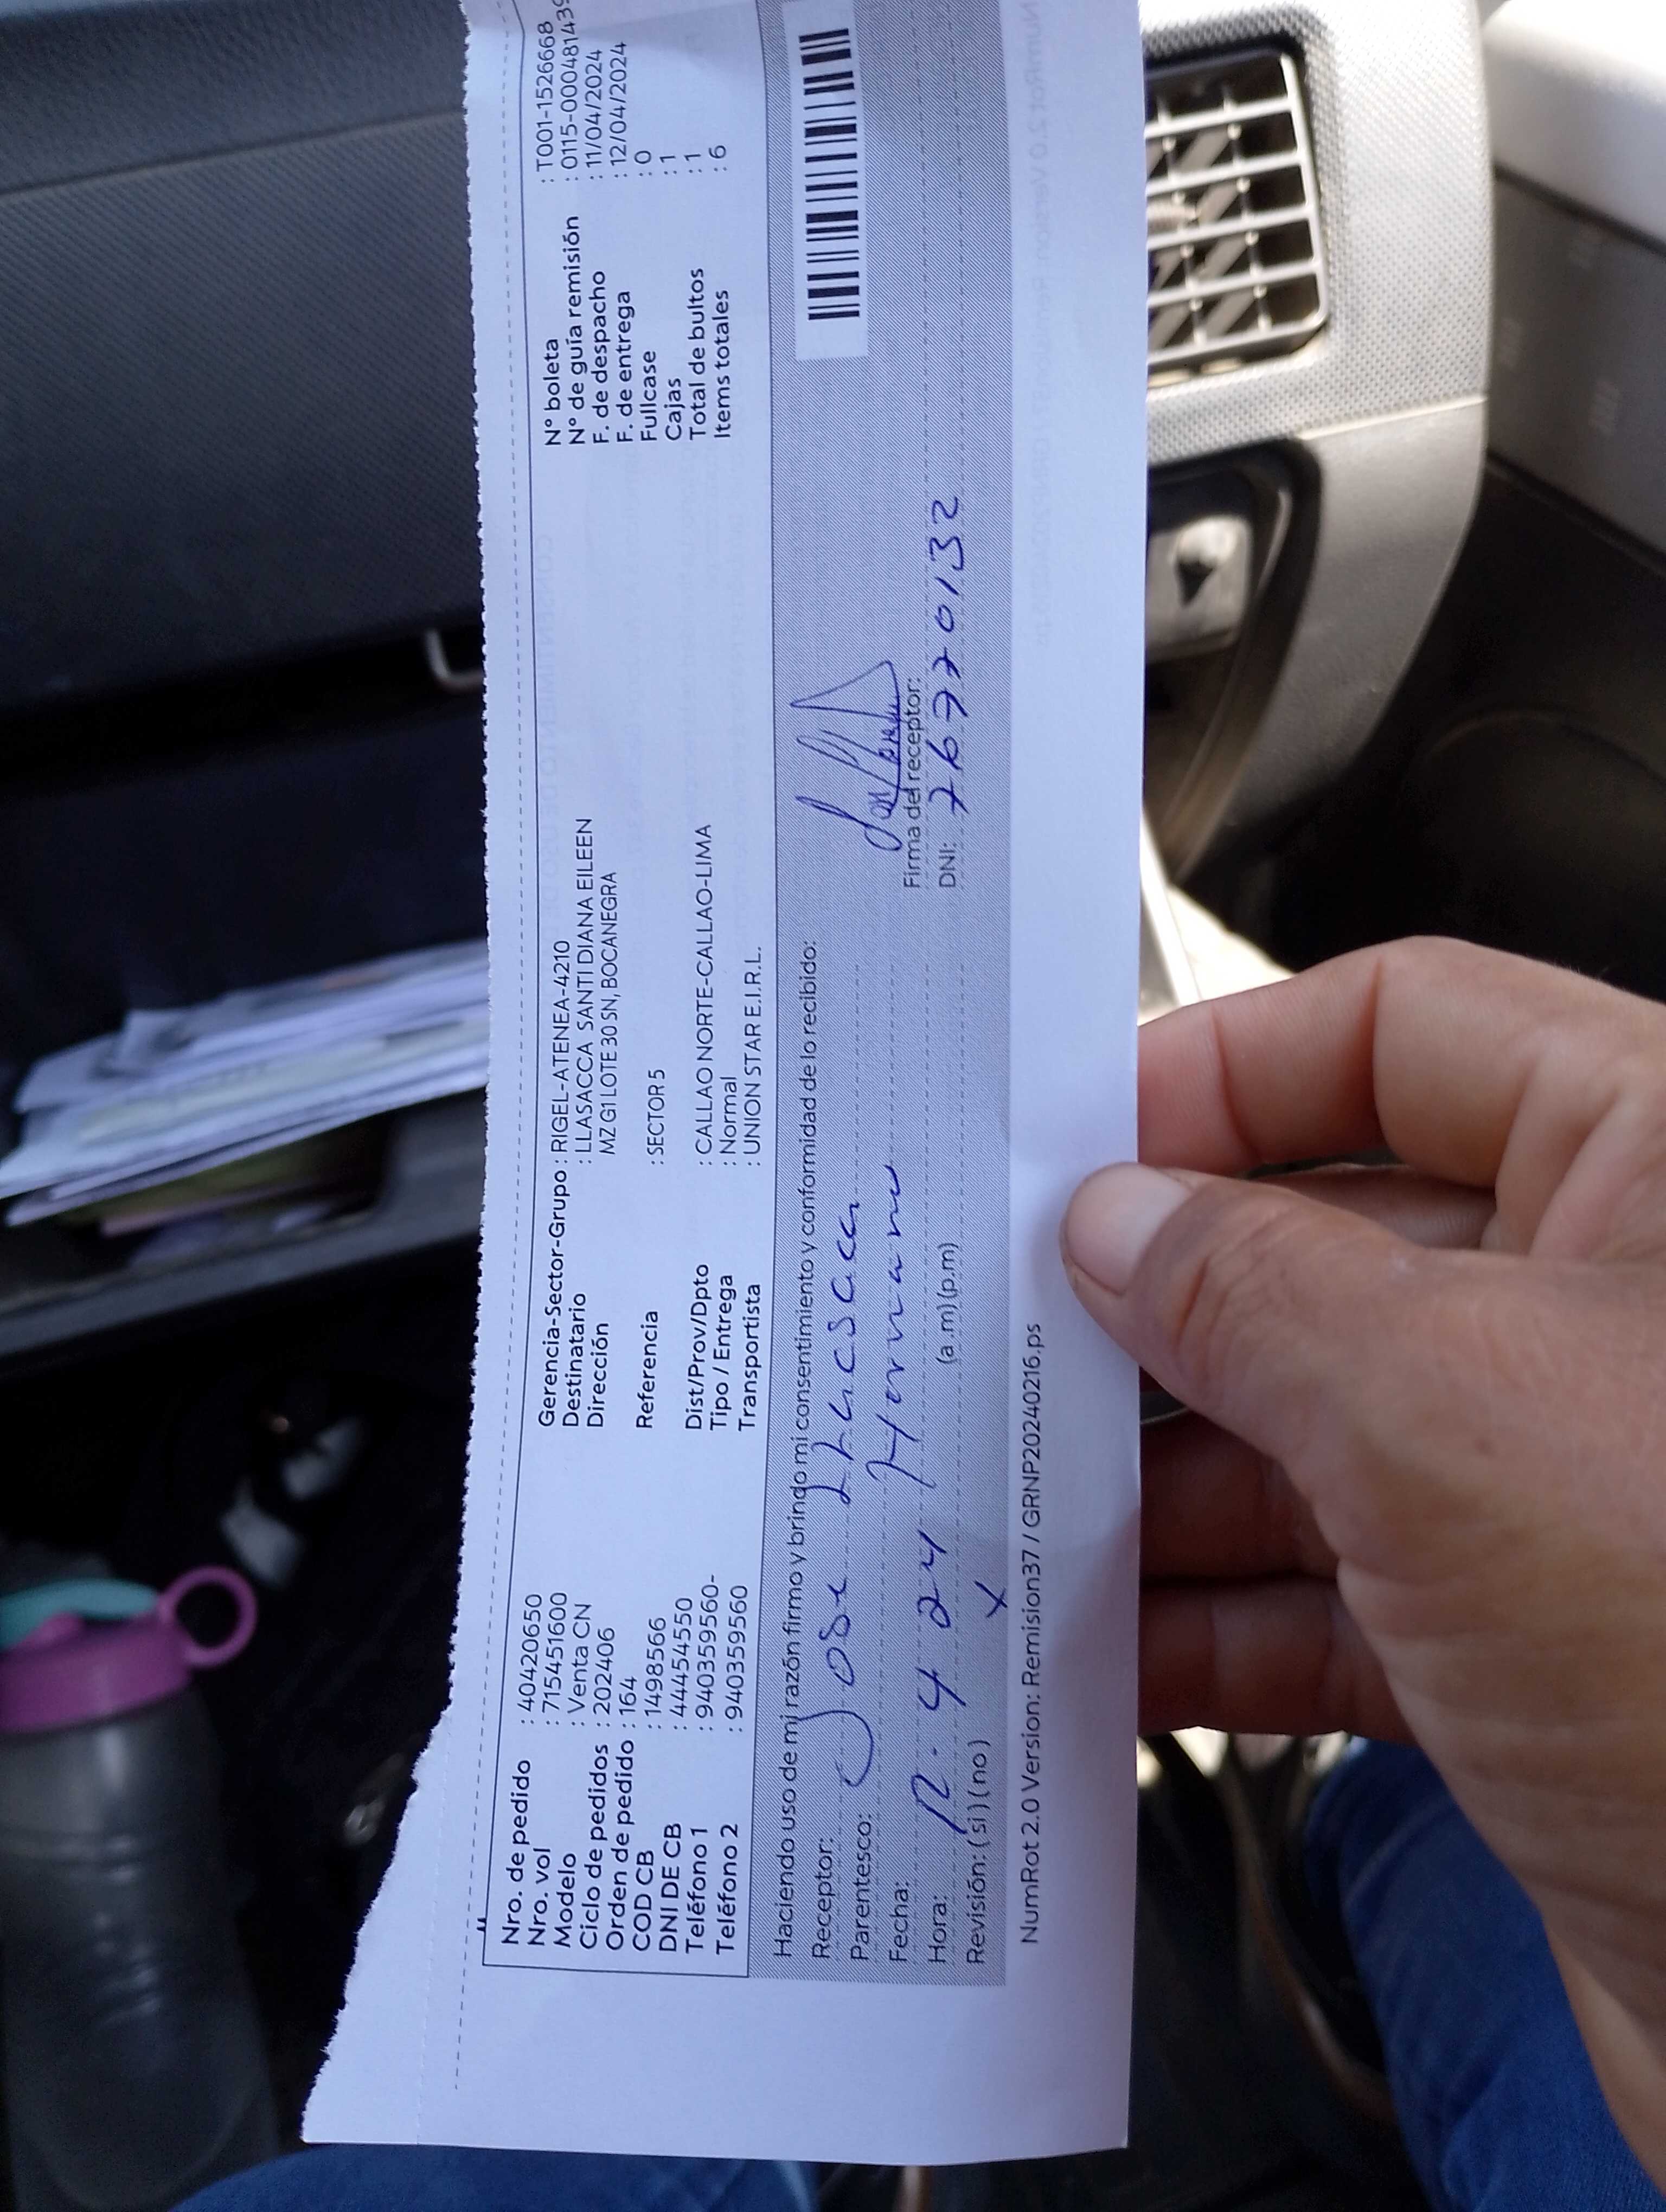 Nro. de pedido : 40420650
Nro. vol : 715451600
Modelo : Venta CN
Ciclo de pedidos : 202406
Orden de pedido : 164
COD CB : 1498566
DNI DE CB : 44454550
Teléfono 1 : 940359560-
Teléfono 2 : 940359560
Gerencia-Sector-Grupo : RIGEL-ATENEA-4210
Destinatario : LLASACCA SANTI DIANA EILEEN
Dirección MZ G1 LOTE 30 SN, BOCANEGRA
Referencia : SECTOR 5
Dist/Prov/Dpto : CALLAO NORTE-CALLAO-LIMA
Tipo / Entrega : Normal
Transportista : UNION STAR E.I.R.L.
N° boleta : T001-1526668
N° de guía remisión : 0115-000481439
F. de despacho : 11/04/2024
F. de entrega : 12/04/2024
Fullcase : 0
Cajas : 1
Total de bultos : 1
Items totales : 6
Haciendo uso de mi razón firmo y brindo mi consentimiento y conformidad de lo recibido:
Receptor: Jose
Parentesco: Hermano
Fecha: 12. 4 24
Hora: (a.m) (p.m)
Revisión: (si) (no) X
Firma del receptor:
DNI: 76770132
NumRot 2.0 Version: Remision37 / GRNP20240216.ps